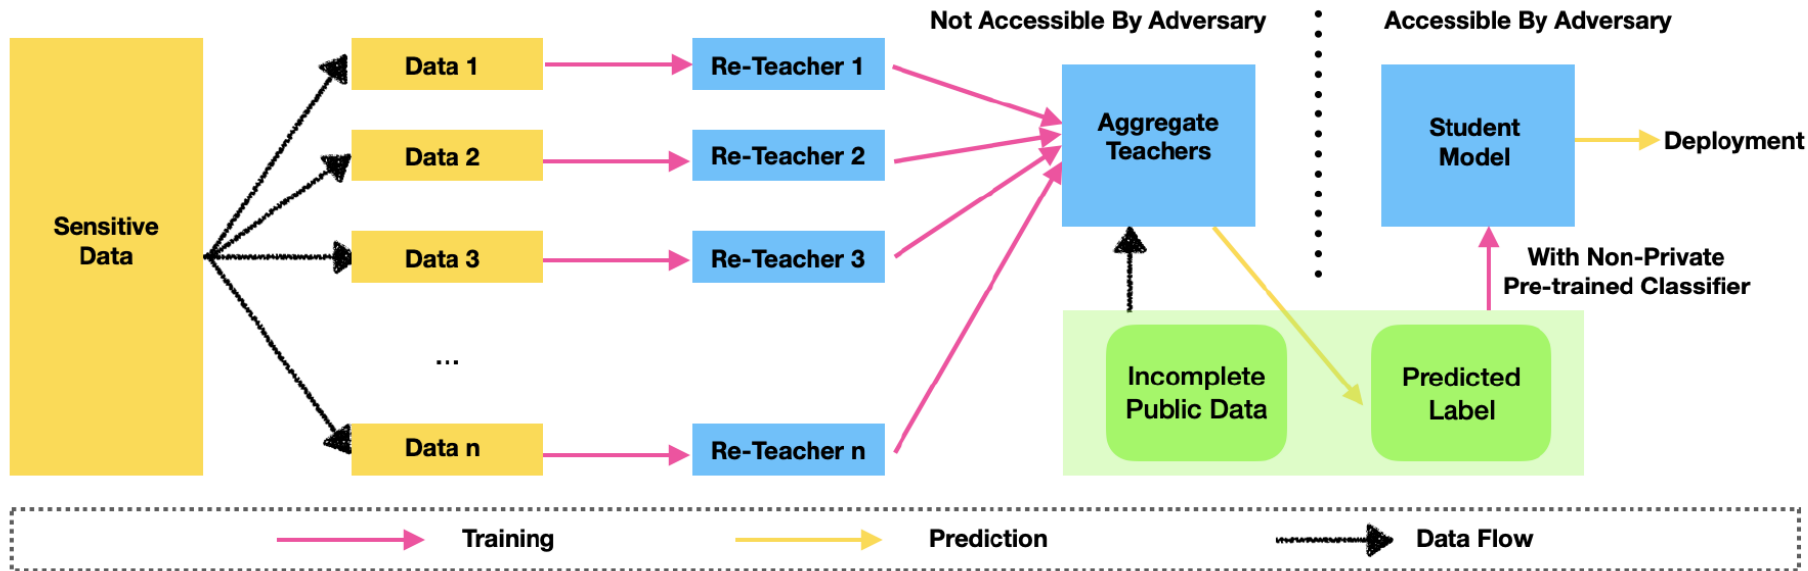 Not Accessible By Adversary
Accessible By Adversary
Sensitive
Data
Data 1
Data 2
Data 3
...
Data n
Re-Teacher 1
Re-Teacher 2
Re-Teacher 3
Re-Teacher n
Aggregate
Teachers
Student
Model
Deployment
With Non-Private
Pre-trained Classifier
Incomplete
Public Data
Predicted
Label
Training
Prediction
Data Flow